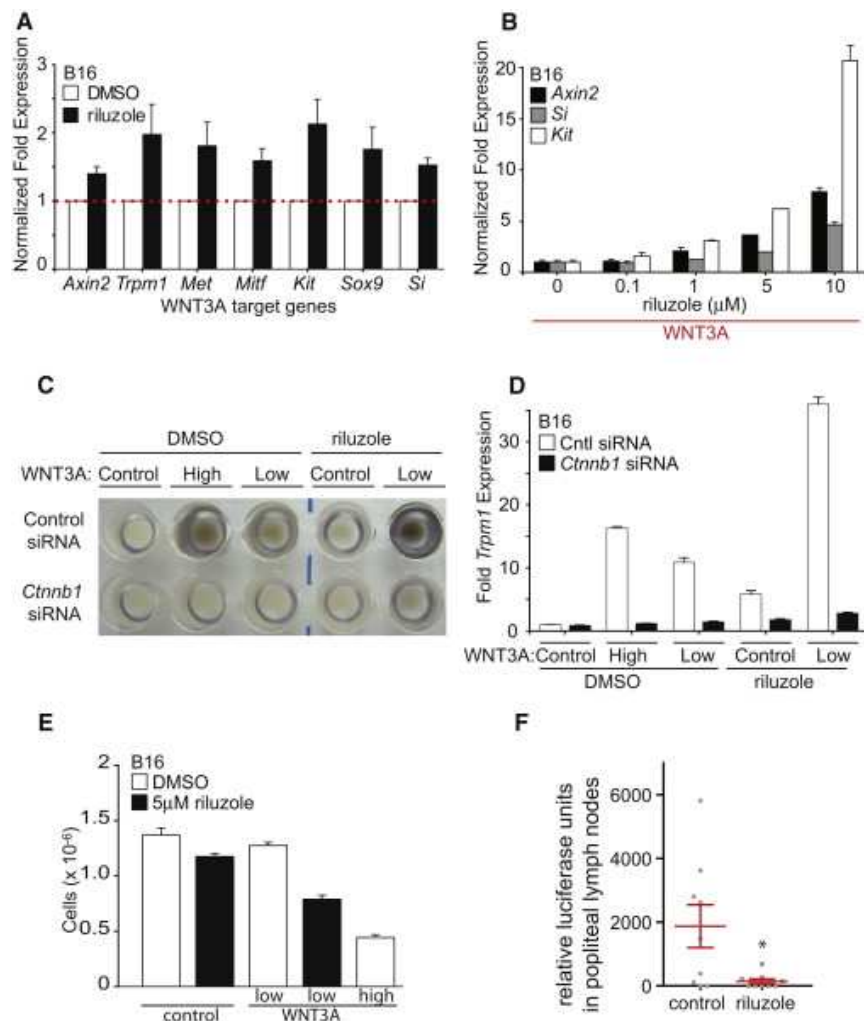 A
Normalized Fold Expression
3
2
1
0
B16
DMSO
riluzole
Axin2 Trpm1 Met Mitf Kit Sox9 Si
WNT3A target genes
B
Normalized Fold Expression
20
15
10
5
0
B16
Axin2
Si
Kit
0 0.1 1 5 10
riluzole (μM)
WNT3A
C
DMSO riluzole
WNT3A: Control High Low Control Low
Control
siRNA
Ctnnb1
siRNA
D
Fold Trpm1 Expression
30
20
10
0
B16
Cntl siRNA
Ctnnb1 siRNA
WNT3A: Control High Low Control Low
DMSO riluzole
E
Cells (x 10-6)
2
1.5
1.0
0.5
0
B16
DMSO
5μM riluzole
low low high
control WNT3A
F
relative luciferase units
in popliteal lymph nodes
6000
4000
2000
0
*
control riluzole